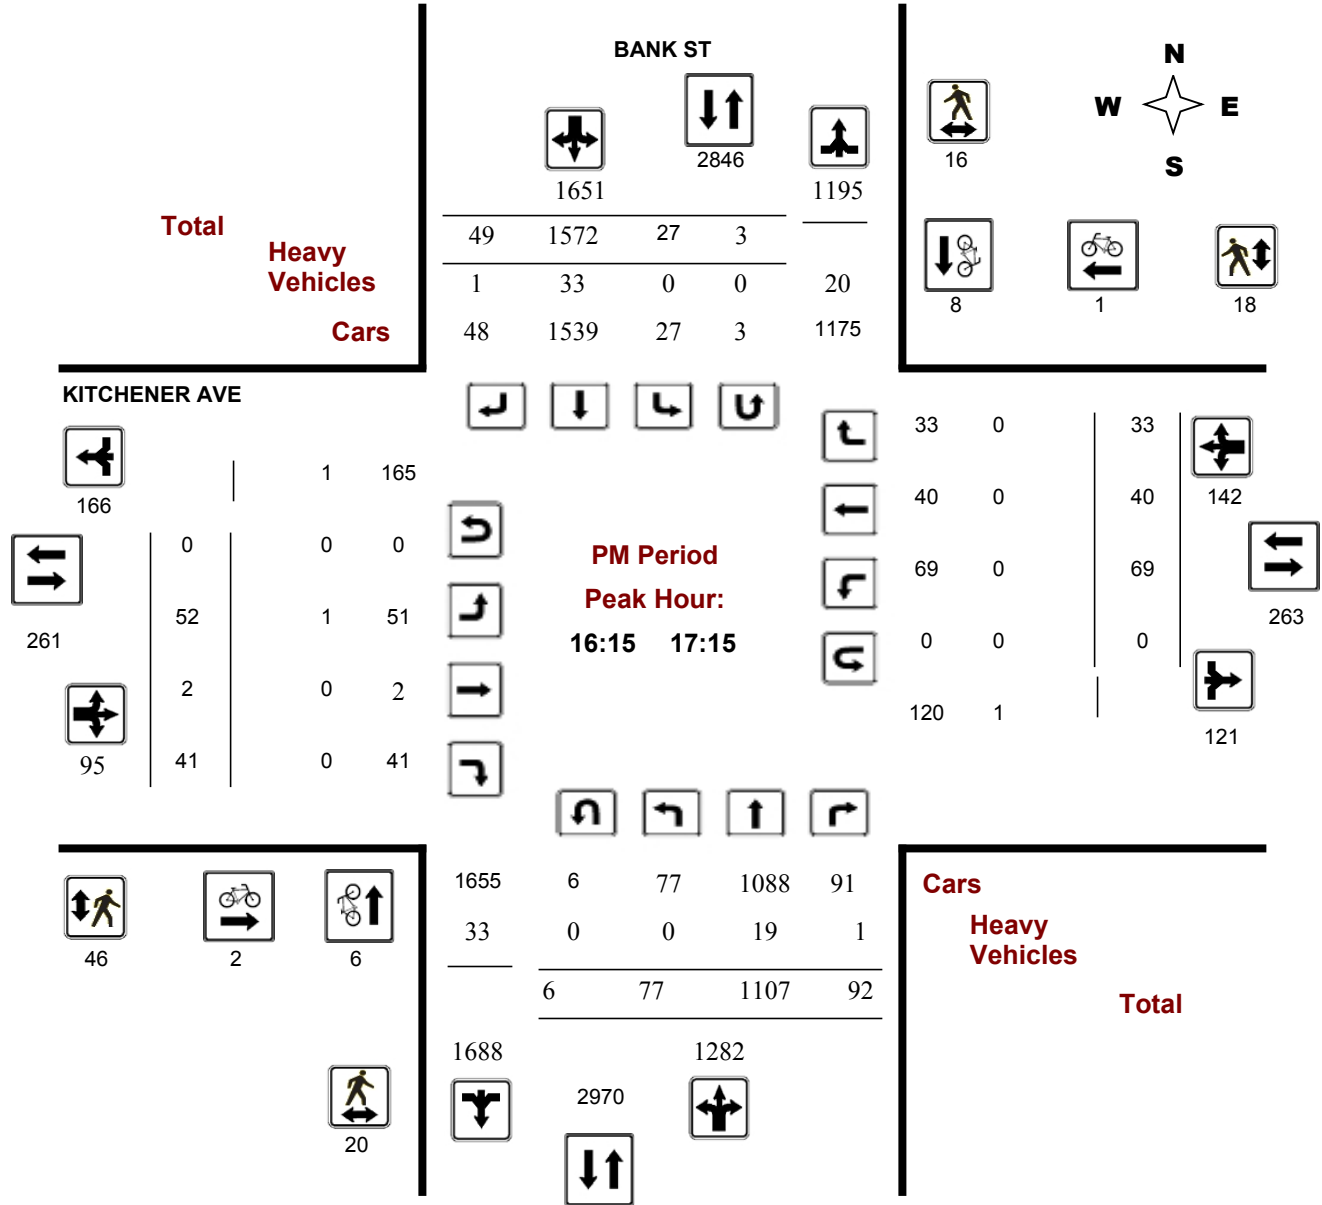 BANK ST
N
W E
S
2846
16
1651
1195
Total
49 1572 27 3
Heavy
Vehicles
1 33 0 0 20
8 1 18
Cars
48 1539 27 3 1175
KITCHENER AVE
33 0 33
1 165
166
40 0 40 142
0 0 0
PM Period
69 0 69
Peak Hour:
52 1 51
263
261
16:15 17:15
0 0 0
2 0 2
120 1
121
95
41 0 41
1655 6 77 1088 91
Cars
33 0 0 19 1
Heavy
Vehicles
46 2 6
6 77 1107 92
Total
1688 1282
2970
20